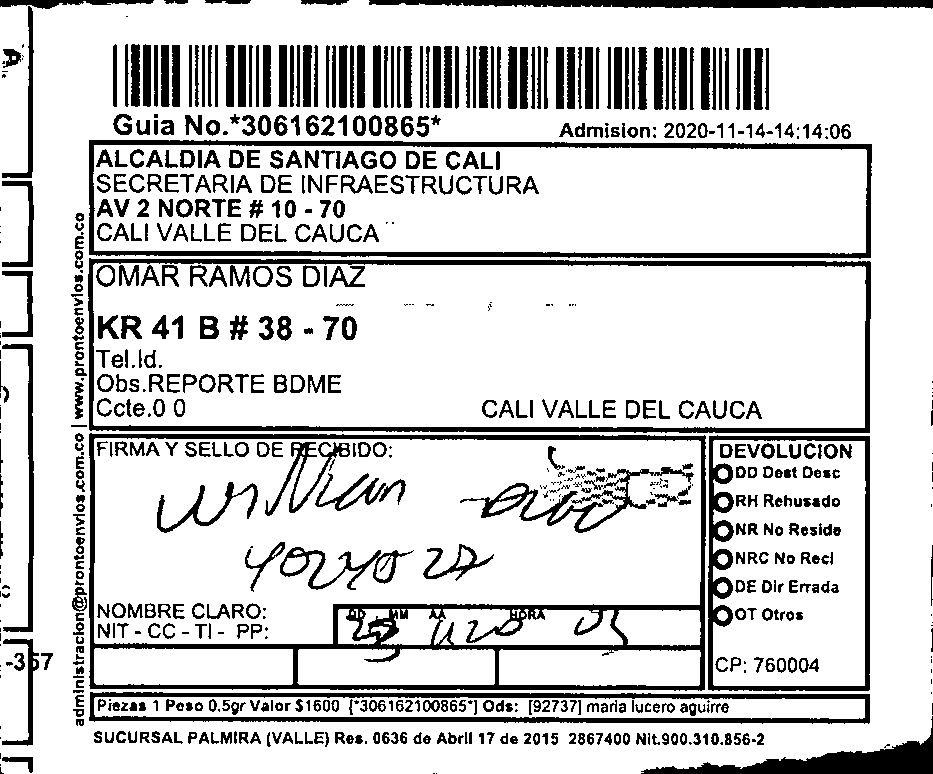 Guia No.*306162100865*
Admision: 2020-11-14-14:14:06
ALCALDIA DE SANTIAGO DE CALI
SECRETARIA DE INFRAESTRUCTURA
AV 2 NORTE # 10 - 70
CALI VALLE DEL CAUCA
OMAR RAMOS DIAZ
KR 41 B # 38 - 70
Tel.Id.
Obs.REPORTE BDME
Ccte.0 0
CALI VALLE DEL CAUCA
administracion@prontoenvios.com.co | www.prontoenvios.com.co
FIRMA Y SELLO DE RECIBIDO:
William
NOMBRE CLARO:
NIT - CC - TI - PP:
DD MM AA HORA
DEVOLUCION
DD Dest Desc
RH Rehusado
NR No Reside
NRC No Recl
DE Dir Errada
OT Otros
CP: 760004
-357
Piezas 1 Peso 0.5gr Valor $1600 [*306162100865*] Ods: [92737] maria lucero aguirre
SUCURSAL PALMIRA (VALLE) Res. 0636 de Abril 17 de 2015 2867400 Nit.900.310.856-2